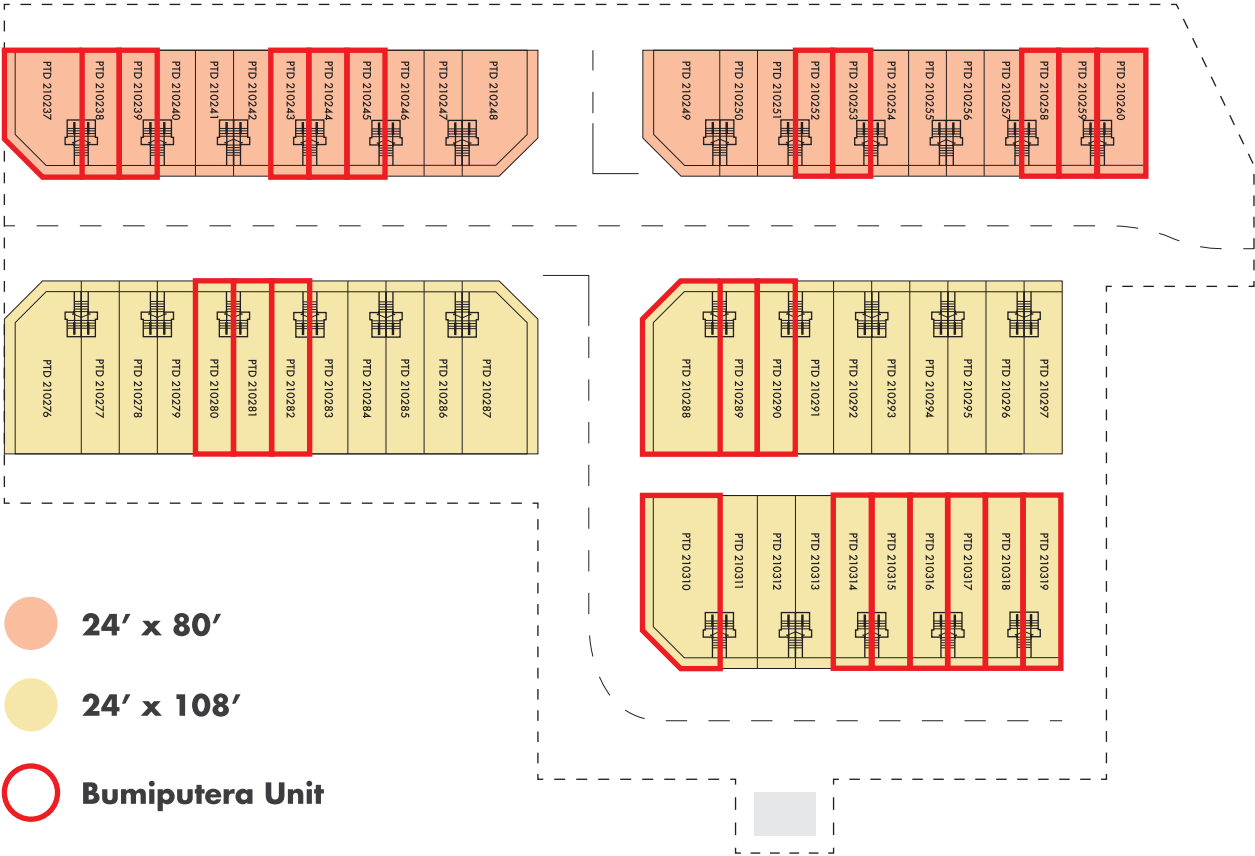 PTD 210237
PTD 210238
PTD 210239
PTD 210240
PTD 210241
PTD 210242
PTD 210243
PTD 210244
PTD 210245
PTD 210246
PTD 210247
PTD 210248
PTD 210249
PTD 210250
PTD 210251
PTD 210252
PTD 210253
PTD 210254
PTD 210255
PTD 210256
PTD 210257
PTD 210258
PTD 210259
PTD 210260
PTD 210276
PTD 210277
PTD 210278
PTD 210279
PTD 210280
PTD 210281
PTD 210282
PTD 210283
PTD 210284
PTD 210285
PTD 210286
PTD 210287
PTD 210288
PTD 210289
PTD 210290
PTD 210291
PTD 210292
PTD 210293
PTD 210294
PTD 210295
PTD 210296
PTD 210297
PTD 210310
PTD 210311
PTD 210312
PTD 210313
PTD 210314
PTD 210315
PTD 210316
PTD 210317
PTD 210318
PTD 210319
24′ x 80′
24′ x 108′
Bumiputera Unit